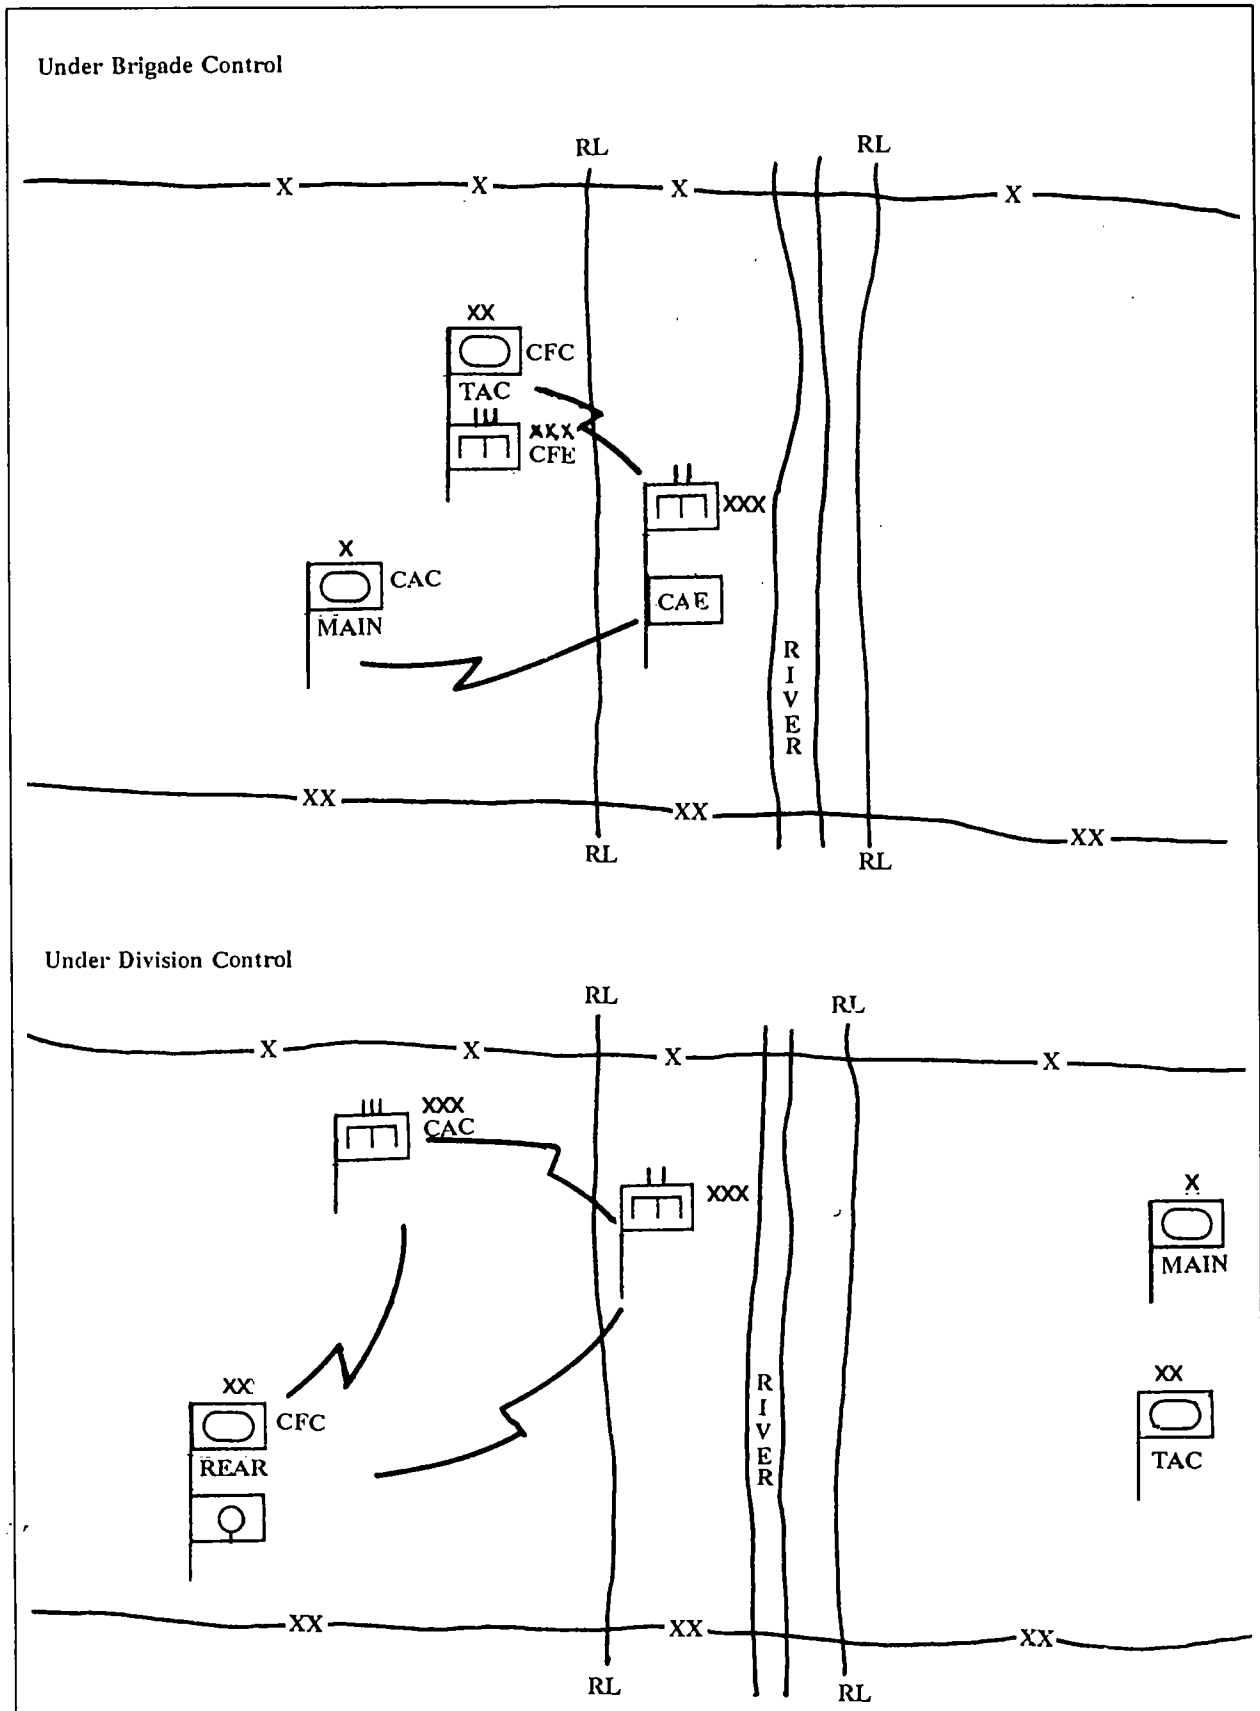 Under Brigade Control
RL
RL
X
X
X
X
XX
CFC
TAC
XXX
CFE
XXX
X
CAC
MAIN
CAE
RIVER
XX
XX
XX
RL
RL
Under Division Control
RL
RL
X
X
X
X
XXX
CAC
XXX
X
MAIN
XX
CFC
REAR
XX
TAC
RIVER
XX
XX
XX
RL
RL